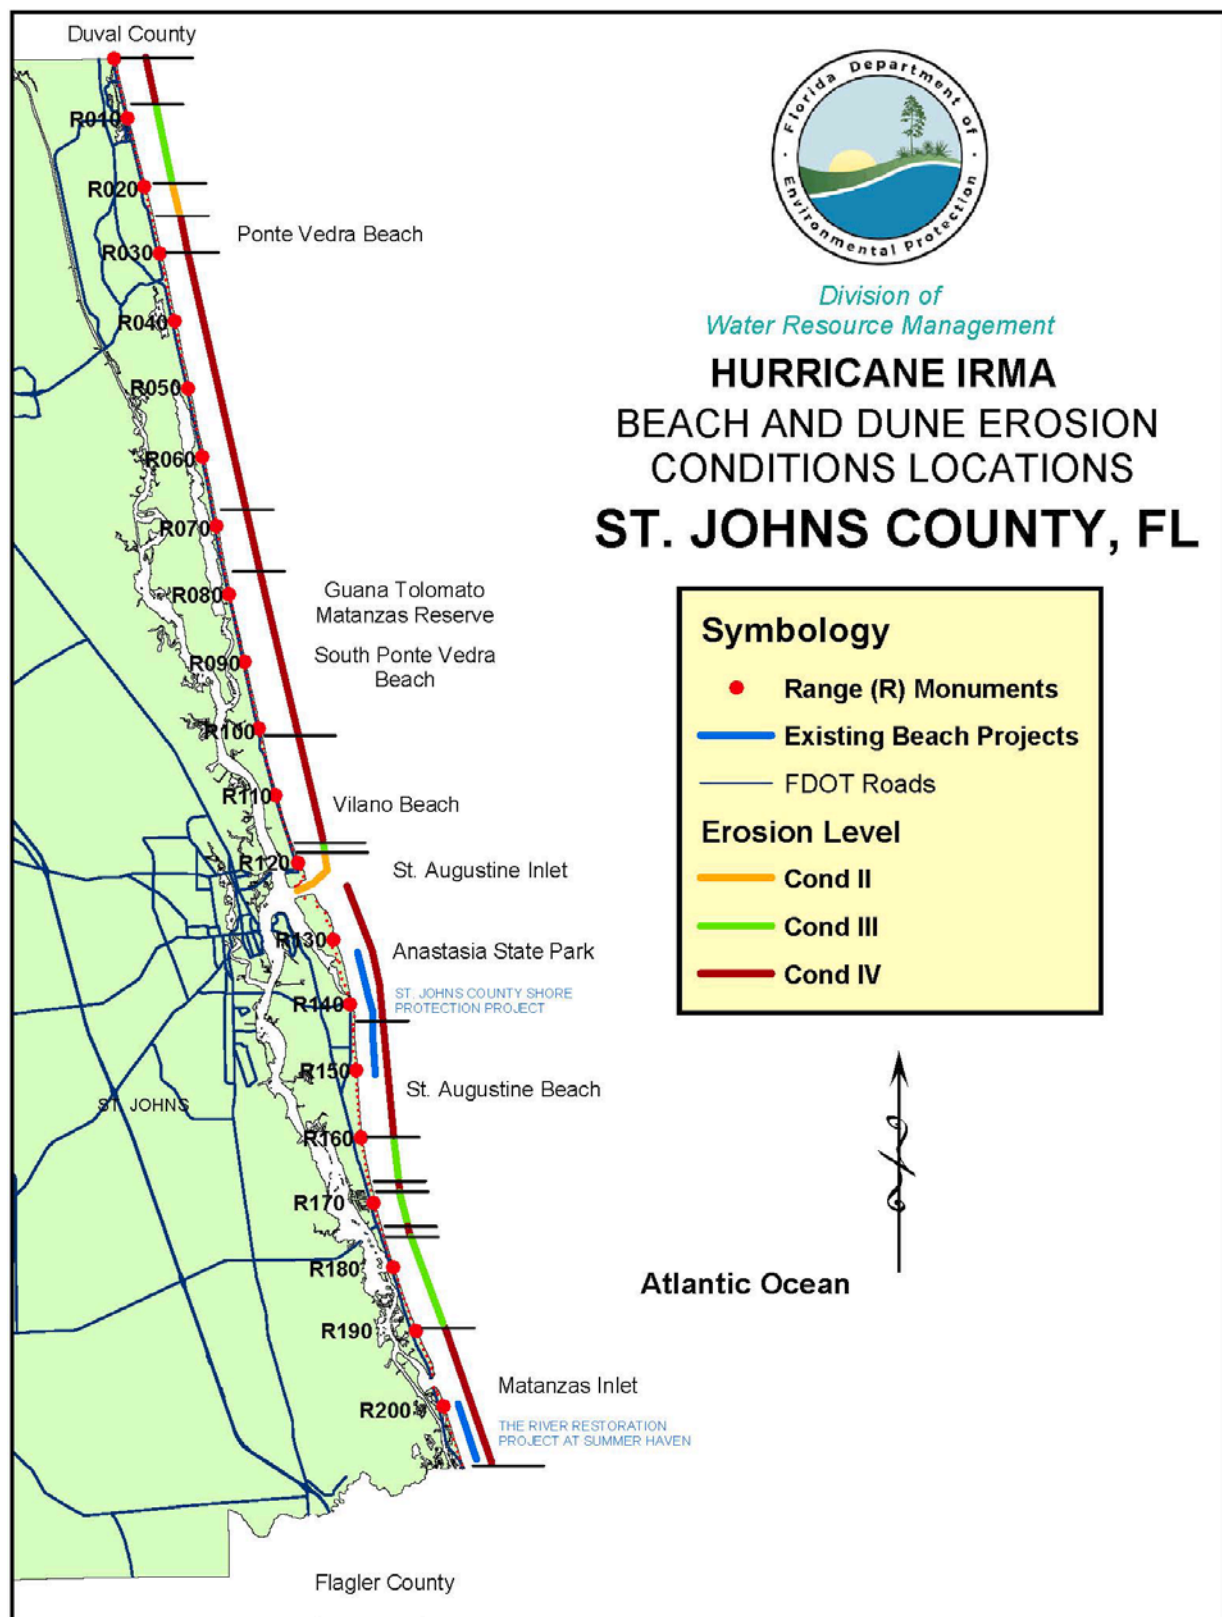 Duval County
R010
R020
Ponte Vedra Beach
R030
R040
R050
R060
R070
R080
Guana Tolomato
Matanzas Reserve
South Ponte Vedra
Beach
R090
R100
R110
Vilano Beach
R120
St. Augustine Inlet
R130
Anastasia State Park
ST. JOHNS COUNTY SHORE
PROTECTION PROJECT
R140
R150
St. Augustine Beach
ST. JOHNS
R160
R170
R180
R190
Matanzas Inlet
R200
THE RIVER RESTORATION
PROJECT AT SUMMER HAVEN
Flagler County
Florida Department of
Environmental Protection
Division of
Water Resource Management
HURRICANE IRMA
BEACH AND DUNE EROSION
CONDITIONS LOCATIONS
ST. JOHNS COUNTY, FL
Symbology
Range (R) Monuments
Existing Beach Projects
FDOT Roads
Erosion Level
Cond II
Cond III
Cond IV
N
Atlantic Ocean